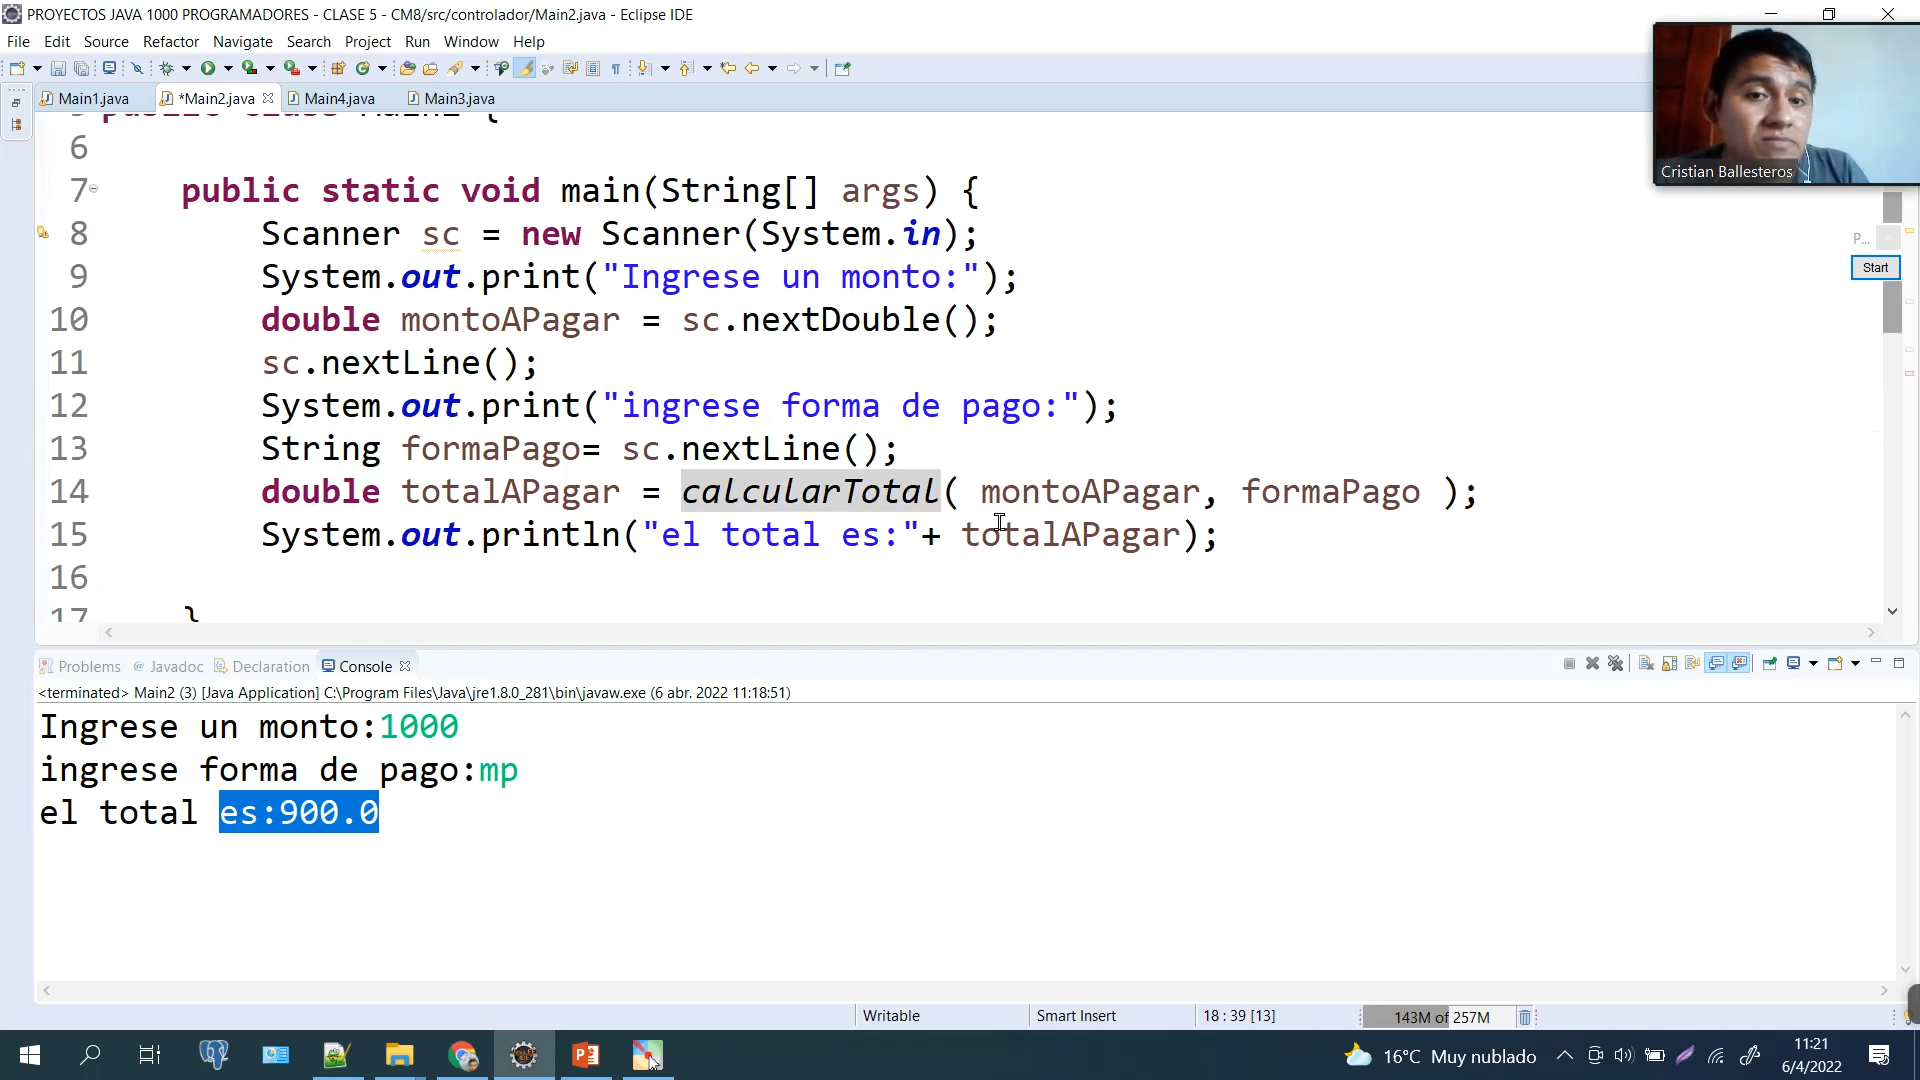 PROYECTOS JAVA 1000 PROGRAMADORES - CLASE 5 - CM8/src/controlador/Main2.java - Eclipse IDE
File Edit Source Refactor Navigate Search Project Run Window Help
Main1.java *Main2.java Main4.java Main3.java
6
7 public static void main(String[] args) {
8 Scanner sc = new Scanner(System.in);
9 System.out.print("Ingrese un monto:");
10 double montoAPagar = sc.nextDouble();
11 sc.nextLine();
12 System.out.print("ingrese forma de pago:");
13 String formaPago= sc.nextLine();
14 double totalAPagar = calcularTotal( montoAPagar, formaPago );
15 System.out.println("el total es:"+ totalAPagar);
16
17 }
Cristian Ballesteros
P...
Start
Problems @ Javadoc Declaration Console
<terminated> Main2 (3) [Java Application] C:\Program Files\Java\jre1.8.0_281\bin\javaw.exe (6 abr. 2022 11:18:51)
Ingrese un monto:1000
ingrese forma de pago:mp
el total es:900.0
Writable Smart Insert 18 : 39 [13] 143M of 257M
16°C Muy nublado
11:21
6/4/2022